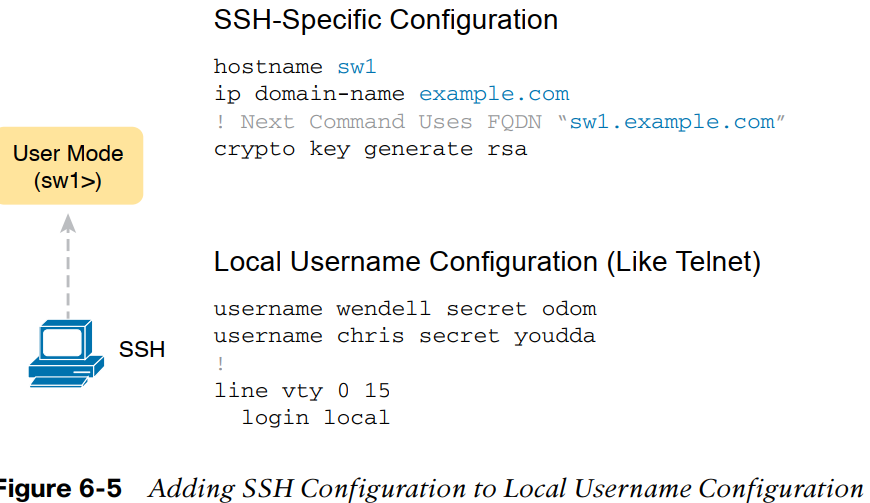 SSH-Specific Configuration
hostname sw1
ip domain-name example.com
! Next Command Uses FQDN “sw1.example.com”
crypto key generate rsa
User Mode
(sw1>)
Local Username Configuration (Like Telnet)
username wendell secret odom
username chris secret youdda
!
line vty 0 15
  login local
SSH
Figure 6-5 Adding SSH Configuration to Local Username Configuration